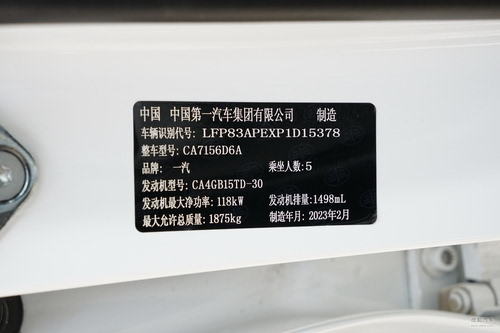 中国 中国第一汽车集团有限公司 制造
车辆识别代号: LFP83APEXP1D15378
整车型号: CA7156D6A
品牌: 一汽 乘坐人数: 5
发动机型号: CA4GB15TD-30
发动机最大净功率: 118kW 发动机排量: 1498mL
最大允许总质量: 1875kg 制造年月: 2023年2月